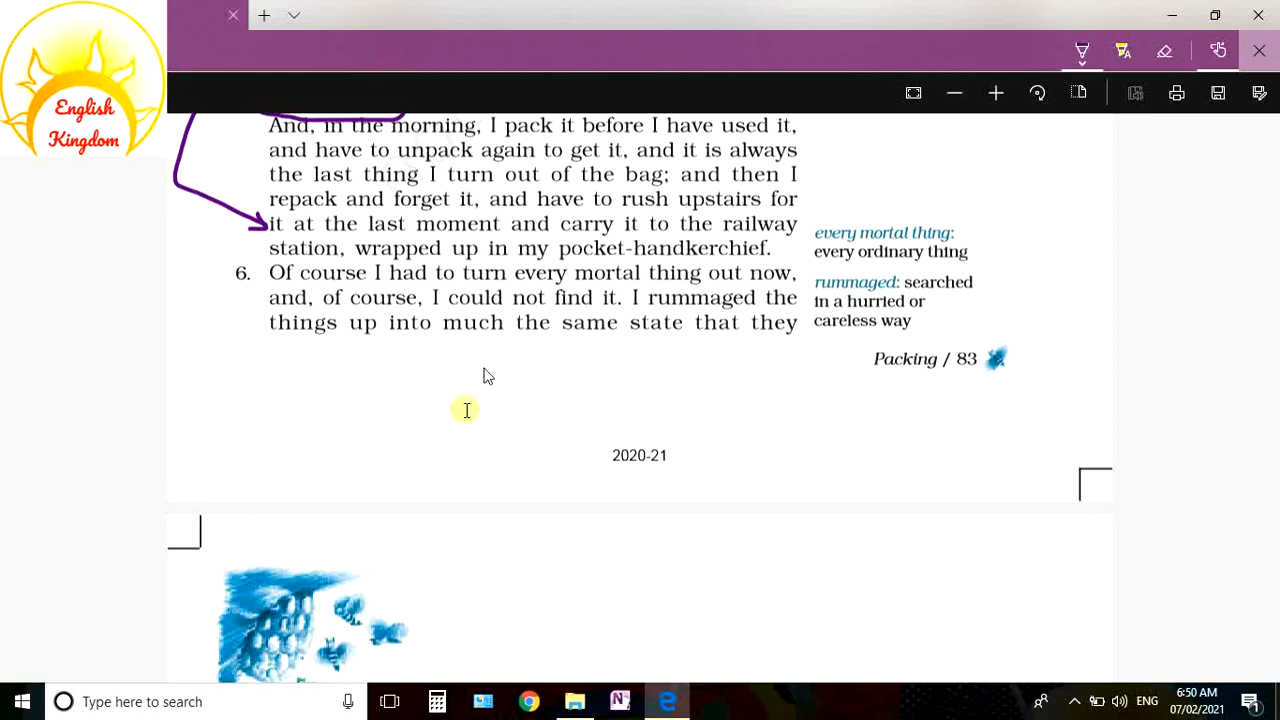 English
Kingdom
And, in the morning, I pack it before I have used it,
and have to unpack again to get it, and it is always
the last thing I turn out of the bag; and then I
repack and forget it, and have to rush upstairs for
it at the last moment and carry it to the railway
station, wrapped up in my pocket-handkerchief.
6. Of course I had to turn every mortal thing out now,
and, of course, I could not find it. I rummaged the
things up into much the same state that they
every mortal thing:
every ordinary thing
rummaged: searched
in a hurried or
careless way
Packing / 83
2020-21
Type here to search
ENG
6:50 AM
07/02/2021